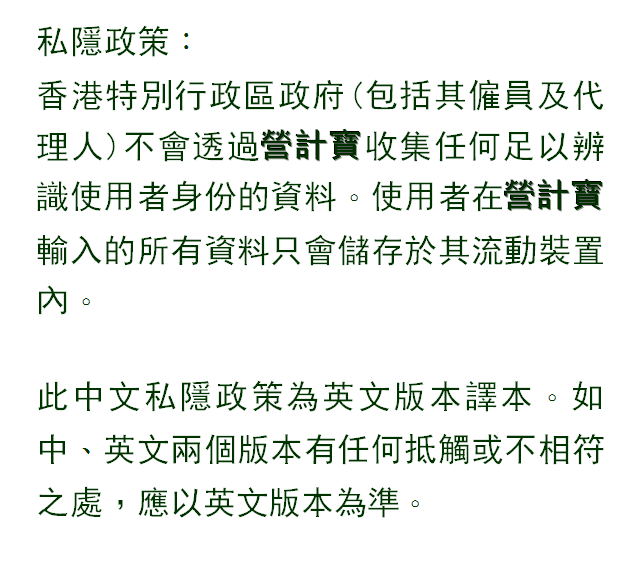 私隱政策：
香港特別行政區政府(包括其僱員及代
理人)不會透過營計寶收集任何足以辨
識使用者身份的資料。使用者在營計寶
輸入的所有資料只會儲存於其流動裝置
內。
此中文私隱政策為英文版本譯本。如
中、英文兩個版本有任何抵觸或不相符
之處，應以英文版本為準。